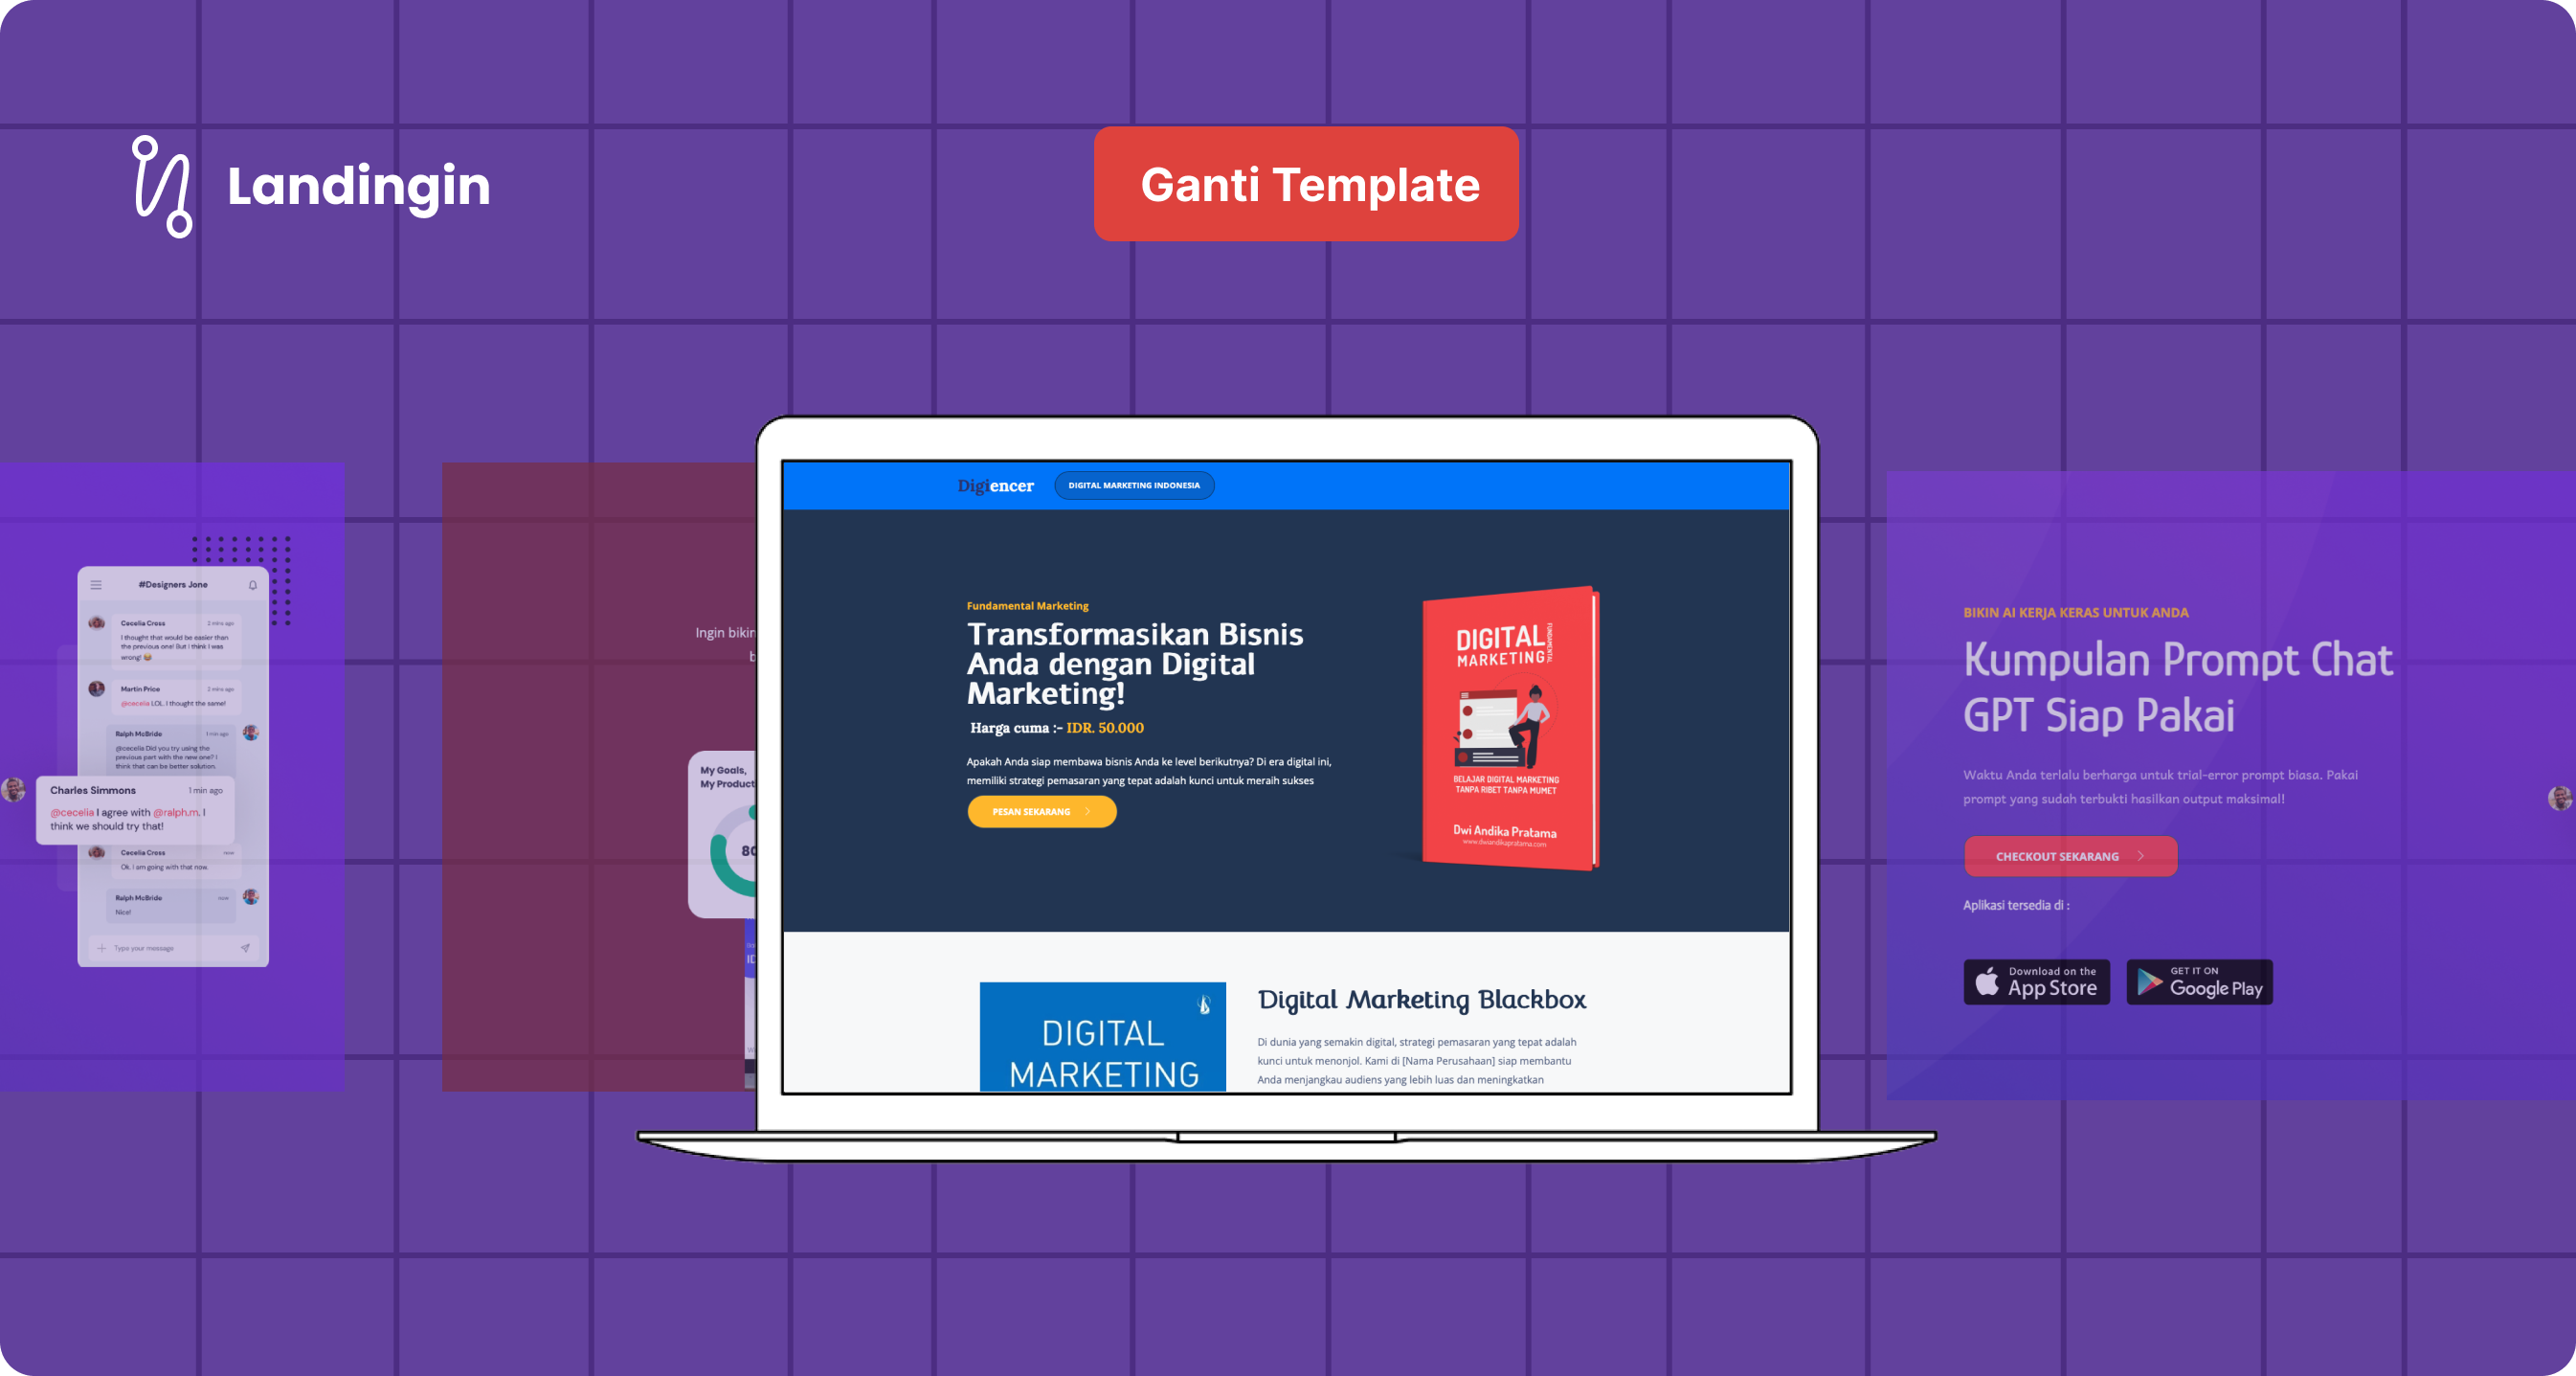 Landingin
Ganti Template
#Designers Jone
Cecelia Cross 2 mins ago
I thought that would be easier than
the previous one! But I think I was
wrong! 😄
Martin Price 2 mins ago
@cecelia LOL. I thought the same!
Ralph McBride 1 min ago
@cecelia Did you try using the
previous part with the new one? I
think that can be better solution.
Charles Simmons 1 min ago
@cecelia I agree with @ralph.m. I
think we should try that!
Cecelia Cross now
Ok. I am going with that now.
Ralph McBride now
Nice!
Type your message
Ingin bikin
b
My Goals,
My Product
80
Digiencer
DIGITAL MARKETING INDONESIA
Fundamental Marketing
Transformasikan Bisnis
Anda dengan Digital
Marketing!
Harga cuma :- IDR. 50.000
Apakah Anda siap membawa bisnis Anda ke level berikutnya? Di era digital ini,
memiliki strategi pemasaran yang tepat adalah kunci untuk meraih sukses
PESAN SEKARANG
DIGITAL
MARKETING
FUNDAMENTAL
BELAJAR DIGITAL MARKETING
TANPA RIBET TANPA MUMET
Dwi Andika Pratama
www.dwiandikapratama.com
DIGITAL
MARKETING
Digital Marketing Blackbox
Di dunia yang semakin digital, strategi pemasaran yang tepat adalah
kunci untuk menonjol. Kami di [Nama Perusahaan] siap membantu
Anda menjangkau audiens yang lebih luas dan meningkatkan
BIKIN AI KERJA KERAS UNTUK ANDA
Kumpulan Prompt Chat
GPT Siap Pakai
Waktu Anda terlalu berharga untuk trial-error prompt biasa. Pakai
prompt yang sudah terbukti hasilkan output maksimal!
CHECKOUT SEKARANG
Aplikasi tersedia di :
Download on the
App Store
GET IT ON
Google Play